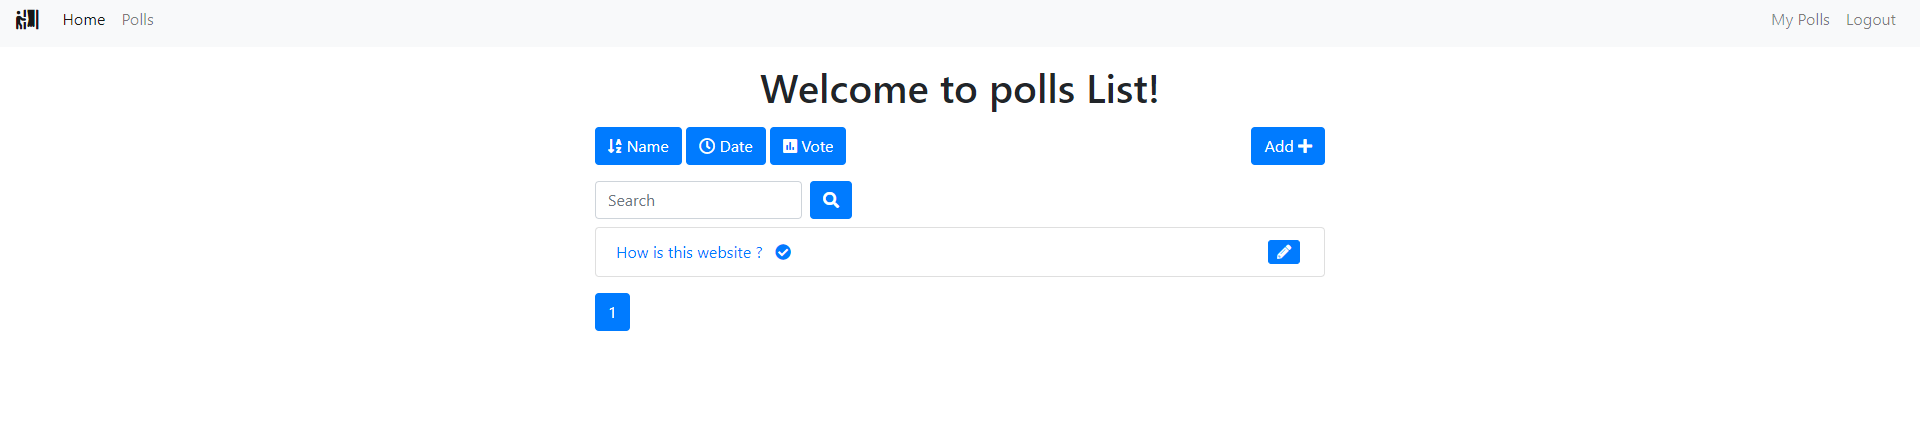 Home Polls My Polls Logout
Welcome to polls List!
Name Date Vote Add
Search
How is this website ?
1